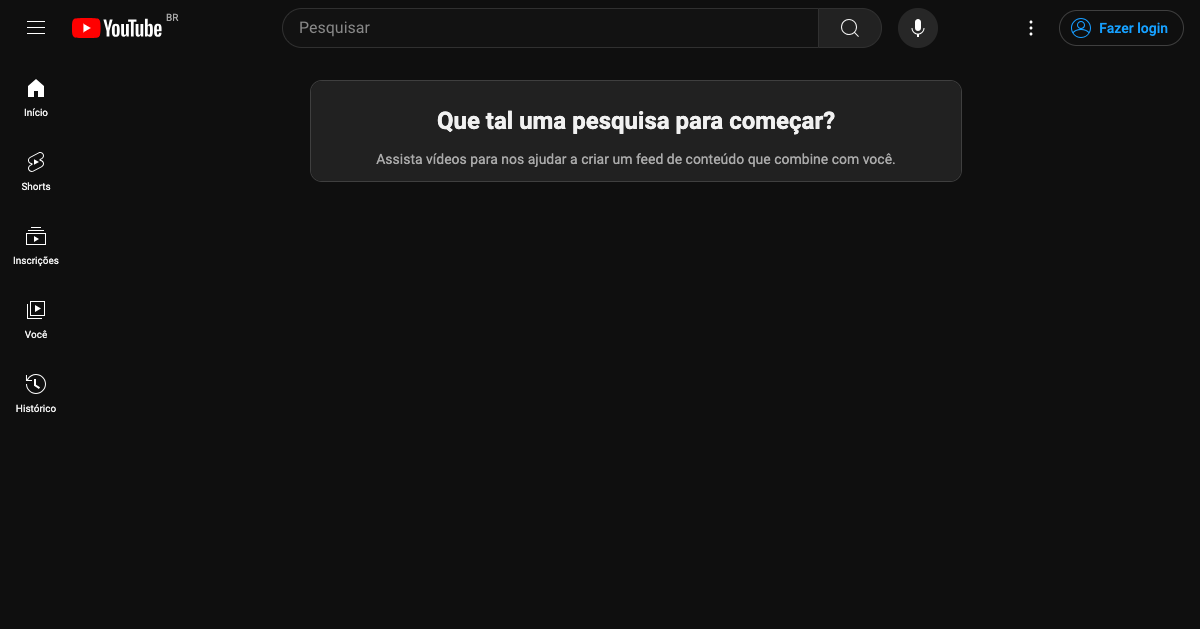 YouTube BR
Pesquisar
Fazer login
Início
Shorts
Inscrições
Você
Histórico
Que tal uma pesquisa para começar?
Assista vídeos para nos ajudar a criar um feed de conteúdo que combine com você.